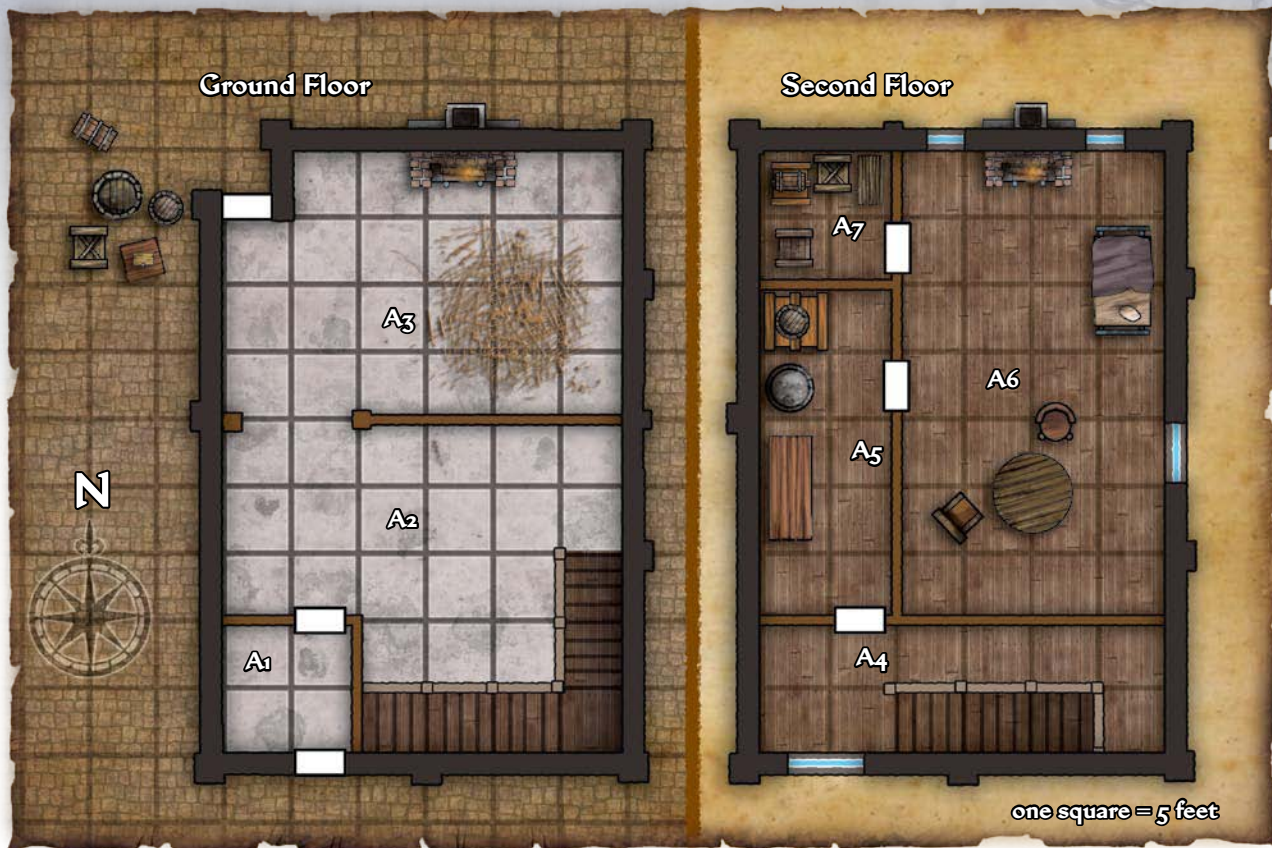 Ground Floor
Second Floor
A7
A3
A6
A5
N
A2
A1
A4
one square = 5 feet